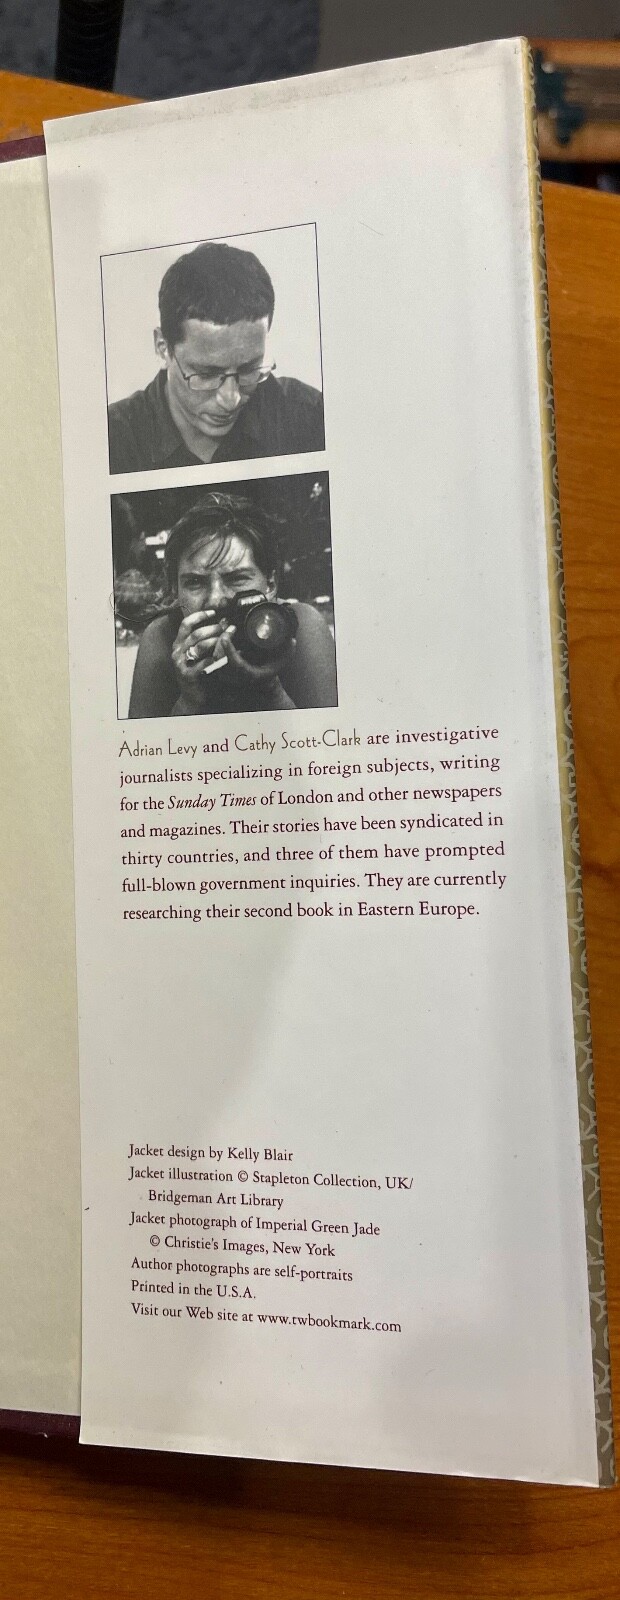 Adrian Levy and Cathy Scott-Clark are investigative
journalists specializing in foreign subjects, writing
for the Sunday Times of London and other newspapers
and magazines. Their stories have been syndicated in
thirty countries, and three of them have prompted
full-blown government inquiries. They are currently
researching their second book in Eastern Europe.
Jacket design by Kelly Blair
Jacket illustration © Stapleton Collection, UK/
Bridgeman Art Library
Jacket photograph of Imperial Green Jade
© Christie's Images, New York
Author photographs are self-portraits
Printed in the U.S.A.
Visit our Web site at www.twbookmark.com